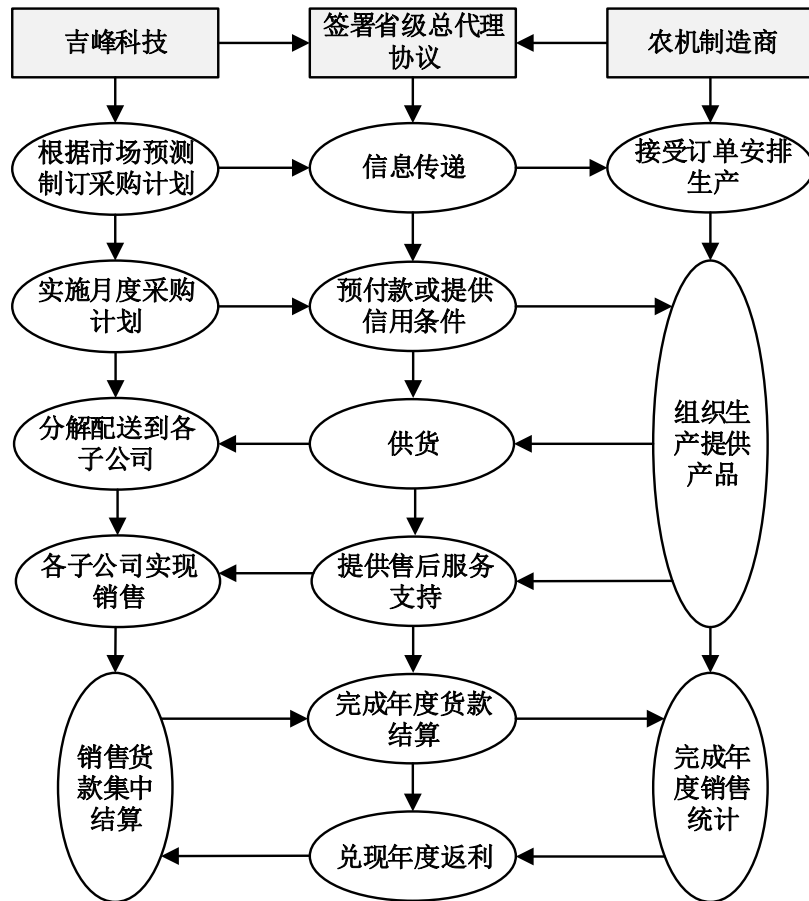 吉峰科技
签署省级总代理
协议
农机制造商
根据市场预测
制订采购计划
信息传递
接受订单安排
生产
实施月度采购
计划
预付款或提供
信用条件
组织生
产提供
产品
分解配送到各
子公司
供货
各子公司实现
销售
提供售后服务
支持
销售货
款集中
结算
完成年度货款
结算
完成年
度销售
统计
兑现年度返利